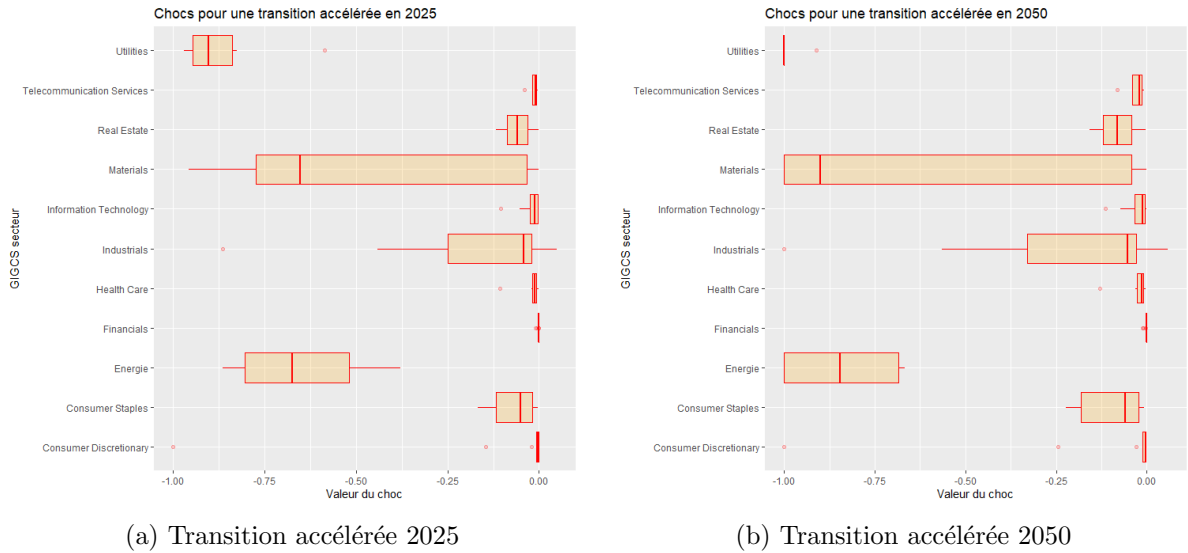 Chocs pour une transition accélérée en 2025
GIGCS secteur
Utilities
Telecommunication Services
Real Estate
Materials
Information Technology
Industrials
Health Care
Financials
Energie
Consumer Staples
Consumer Discretionary
-1.00 -0.75 -0.50 -0.25 0.00
Valeur du choc
(a) Transition accélérée 2025
Chocs pour une transition accélérée en 2050
GIGCS secteur
Utilities
Telecommunication Services
Real Estate
Materials
Information Technology
Industrials
Health Care
Financials
Energie
Consumer Staples
Consumer Discretionary
-1.00 -0.75 -0.50 -0.25 0.00
Valeur du choc
(b) Transition accélérée 2050